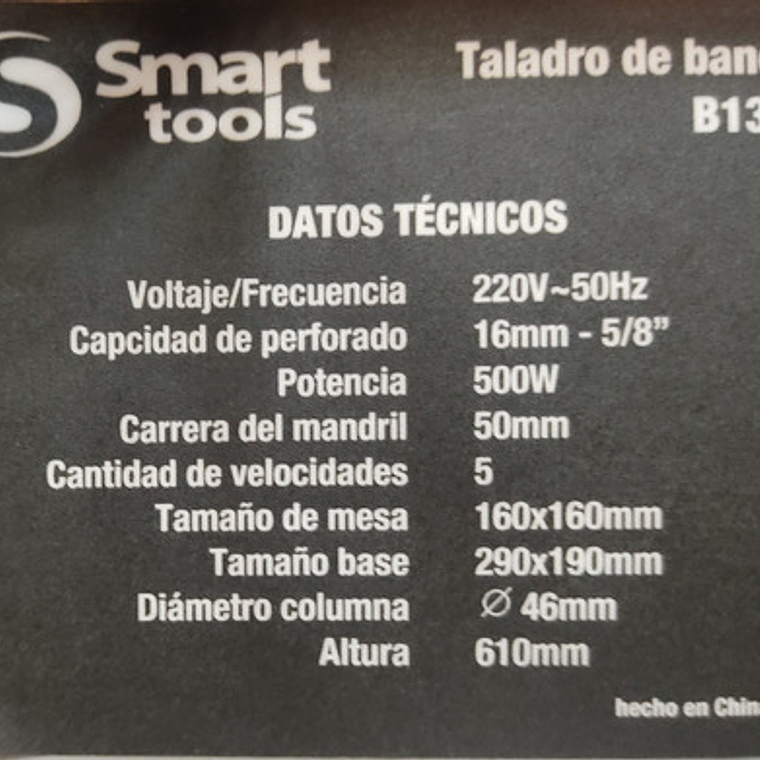 Smart
tools
Taladro de ban
B13
DATOS TÉCNICOS
Voltaje/Frecuencia 220V~50Hz
Capcidad de perforado 16mm - 5/8”
Potencia 500W
Carrera del mandril 50mm
Cantidad de velocidades 5
Tamaño de mesa 160x160mm
Tamaño base 290x190mm
Diámetro columna ∅ 46mm
Altura 610mm
hecho en China